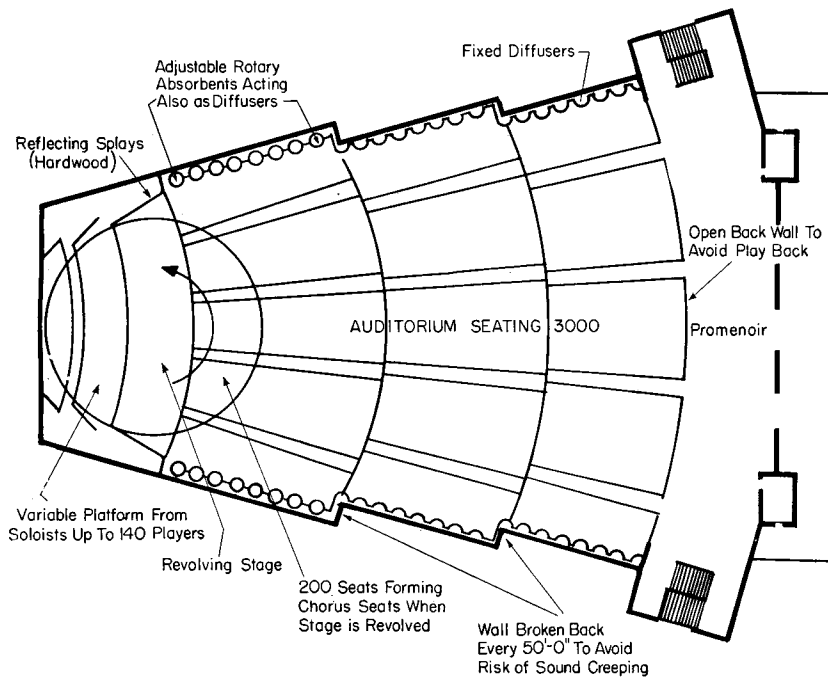 Fixed Diffusers
Adjustable Rotary
Absorbents Acting
Also as Diffusers
Reflecting Splays
(Hardwood)
Open Back Wall To
Avoid Play Back
AUDITORIUM SEATING 3000
Promenoir
Variable Platform From
Soloists Up To 140 Players
Revolving Stage
200 Seats Forming
Chorus Seats When
Stage is Revolved
Wall Broken Back
Every 50'-0" To Avoid
Risk of Sound Creeping